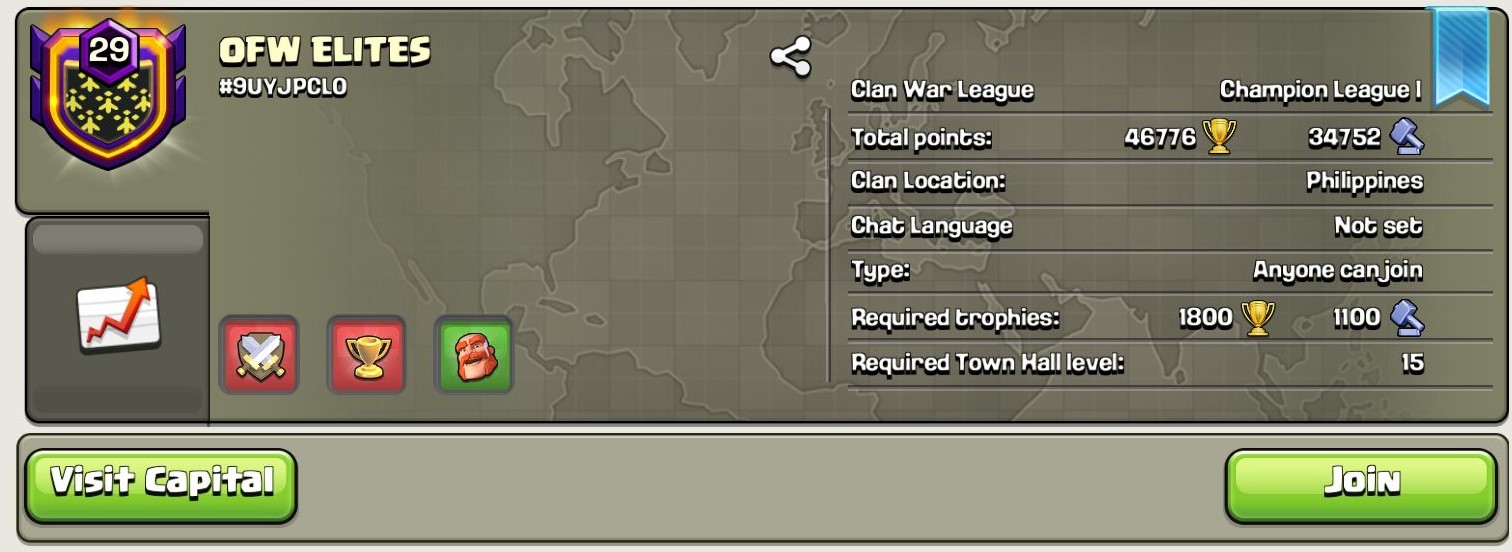 29
OFW ELITES
#9UYJPCL0
Clan War League Champion League I
Total points: 46776 34752
Clan Location: Philippines
Chat Language Not set
Type: Anyone can join
Required trophies: 1800 1100
Required Town Hall level: 15
Visit Capital
Join